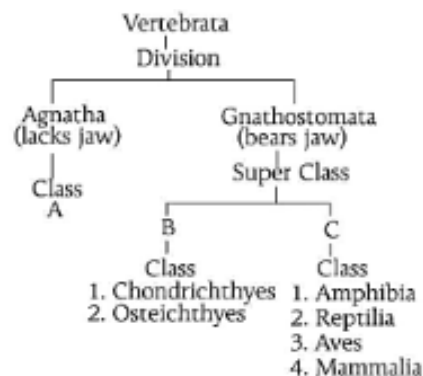 Vertebrata
Division
Agnatha
(lacks jaw)
Gnathostomata
(bears jaw)
Class
A
Super Class
B
C
Class
1. Chondrichthyes
2. Osteichthyes
Class
1. Amphibia
2. Reptilia
3. Aves
4. Mammalia